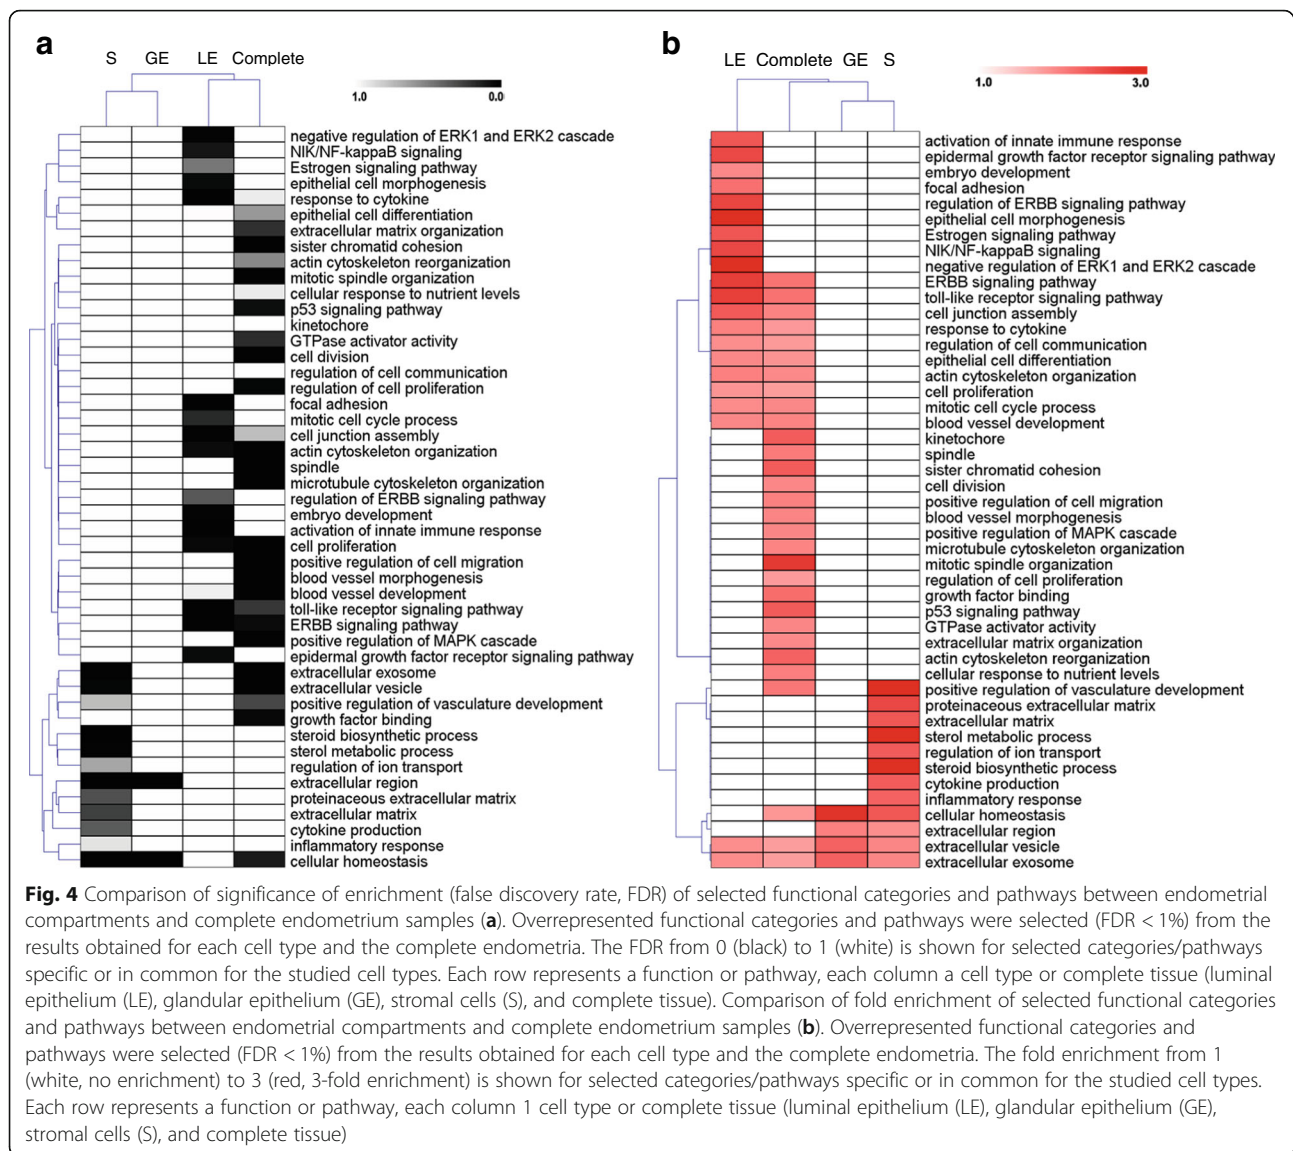 a
S GE LE Complete
1.0 0.0
negative regulation of ERK1 and ERK2 cascade
NIK/NF-kappaB signaling
Estrogen signaling pathway
epithelial cell morphogenesis
response to cytokine
epithelial cell differentiation
extracellular matrix organization
sister chromatid cohesion
actin cytoskeleton reorganization
mitotic spindle organization
cellular response to nutrient levels
p53 signaling pathway
kinetochore
GTPase activator activity
cell division
regulation of cell communication
regulation of cell proliferation
focal adhesion
mitotic cell cycle process
cell junction assembly
actin cytoskeleton organization
spindle
microtubule cytoskeleton organization
regulation of ERBB signaling pathway
embryo development
activation of innate immune response
cell proliferation
positive regulation of cell migration
blood vessel morphogenesis
blood vessel development
toll-like receptor signaling pathway
ERBB signaling pathway
positive regulation of MAPK cascade
epidermal growth factor receptor signaling pathway
extracellular exosome
extracellular vesicle
positive regulation of vasculature development
growth factor binding
steroid biosynthetic process
sterol metabolic process
regulation of ion transport
extracellular region
proteinaceous extracellular matrix
extracellular matrix
cytokine production
inflammatory response
cellular homeostasis
b
LE Complete GE S
1.0 3.0
activation of innate immune response
epidermal growth factor receptor signaling pathway
embryo development
focal adhesion
regulation of ERBB signaling pathway
epithelial cell morphogenesis
Estrogen signaling pathway
NIK/NF-kappaB signaling
negative regulation of ERK1 and ERK2 cascade
ERBB signaling pathway
toll-like receptor signaling pathway
cell junction assembly
response to cytokine
regulation of cell communication
epithelial cell differentiation
actin cytoskeleton organization
cell proliferation
mitotic cell cycle process
blood vessel development
kinetochore
spindle
sister chromatid cohesion
cell division
positive regulation of cell migration
blood vessel morphogenesis
positive regulation of MAPK cascade
microtubule cytoskeleton organization
mitotic spindle organization
regulation of cell proliferation
growth factor binding
p53 signaling pathway
GTPase activator activity
extracellular matrix organization
actin cytoskeleton reorganization
cellular response to nutrient levels
positive regulation of vasculature development
proteinaceous extracellular matrix
extracellular matrix
sterol metabolic process
regulation of ion transport
steroid biosynthetic process
cytokine production
inflammatory response
cellular homeostasis
extracellular region
extracellular vesicle
extracellular exosome
Fig. 4 Comparison of significance of enrichment (false discovery rate, FDR) of selected functional categories and pathways between endometrial
compartments and complete endometrium samples (a). Overrepresented functional categories and pathways were selected (FDR < 1%) from the
results obtained for each cell type and the complete endometria. The FDR from 0 (black) to 1 (white) is shown for selected categories/pathways
specific or in common for the studied cell types. Each row represents a function or pathway, each column a cell type or complete tissue (luminal
epithelium (LE), glandular epithelium (GE), stromal cells (S), and complete tissue). Comparison of fold enrichment of selected functional categories
and pathways between endometrial compartments and complete endometrium samples (b). Overrepresented functional categories and
pathways were selected (FDR < 1%) from the results obtained for each cell type and the complete endometria. The fold enrichment from 1
(white, no enrichment) to 3 (red, 3-fold enrichment) is shown for selected categories/pathways specific or in common for the studied cell types.
Each row represents a function or pathway, each column 1 cell type or complete tissue (luminal epithelium (LE), glandular epithelium (GE),
stromal cells (S), and complete tissue)